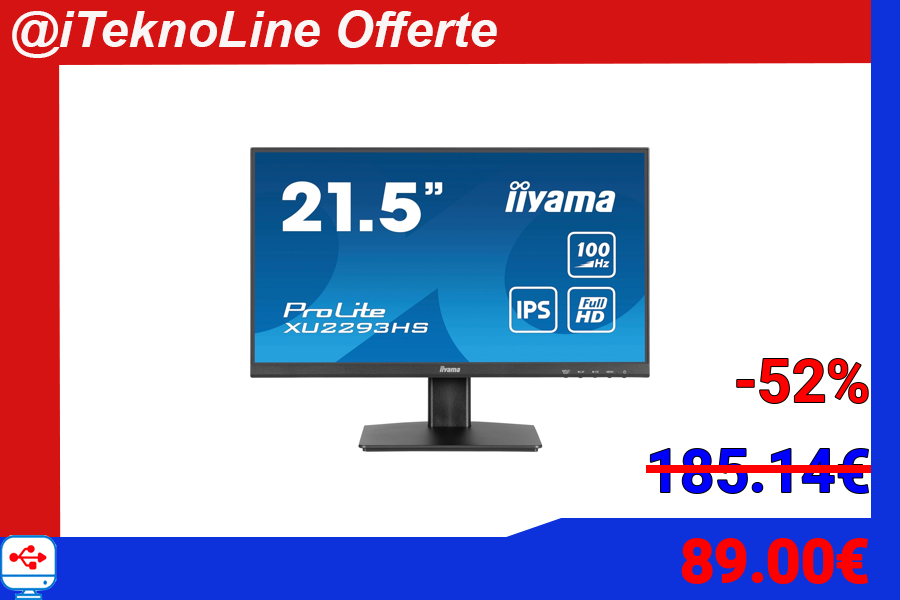 @iTeknoLine Offerte
21.5”
iiyama
100
Hz
IPS
Full
HD
ProLite
XU2293HS
iiyama
-52%
185.14€
89.00€